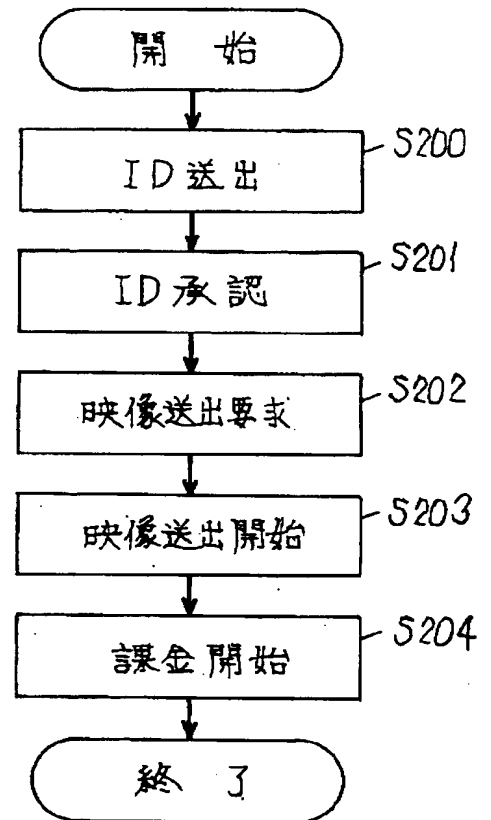 開 始
ID送出
S200
ID承認
S201
映像送出要求
S202
映像送出開始
S203
課金開始
S204
終 了